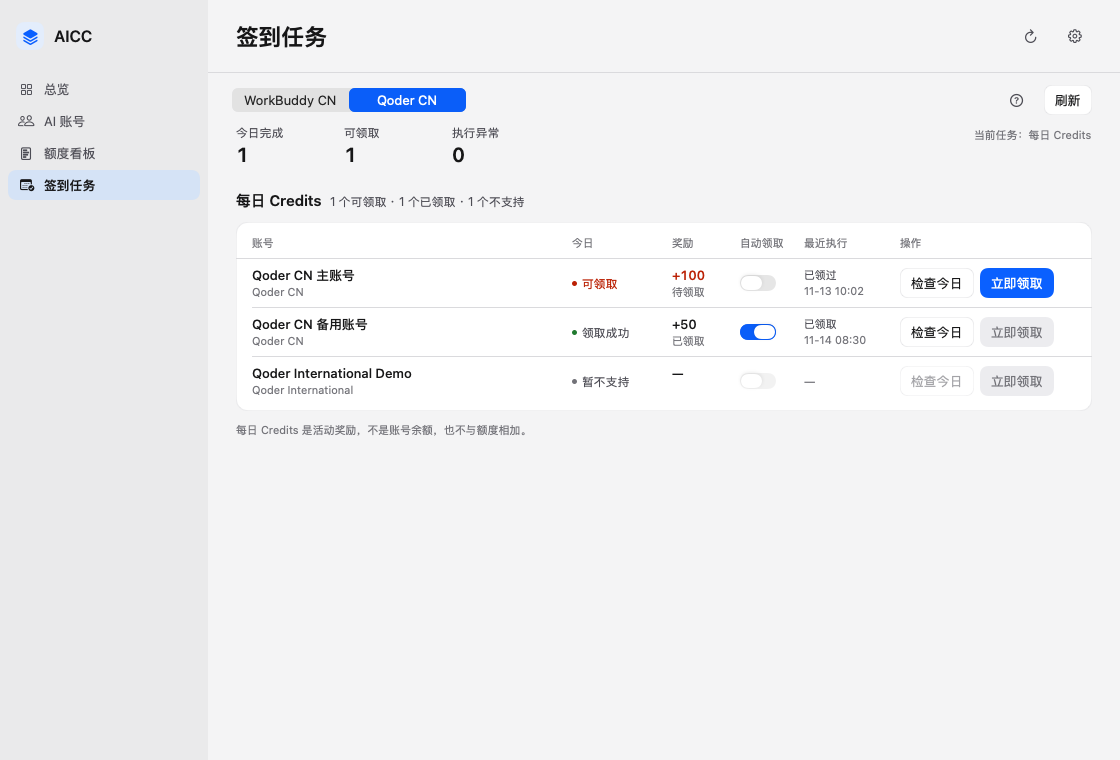 AICC
总览
AI 账号
额度看板
签到任务
签到任务
WorkBuddy CN
Qoder CN
刷新
今日完成
1
可领取
1
执行异常
0
当前任务：每日 Credits
每日 Credits
1 个可领取 · 1 个已领取 · 1 个不支持
账号
今日
奖励
自动领取
最近执行
操作
Qoder CN 主账号
Qoder CN
可领取
+100
待领取
已领过
11-13 10:02
检查今日
立即领取
Qoder CN 备用账号
Qoder CN
领取成功
+50
已领取
已领取
11-14 08:30
检查今日
立即领取
Qoder International Demo
Qoder International
暂不支持
—
—
检查今日
立即领取
每日 Credits 是活动奖励，不是账号余额，也不与额度相加。